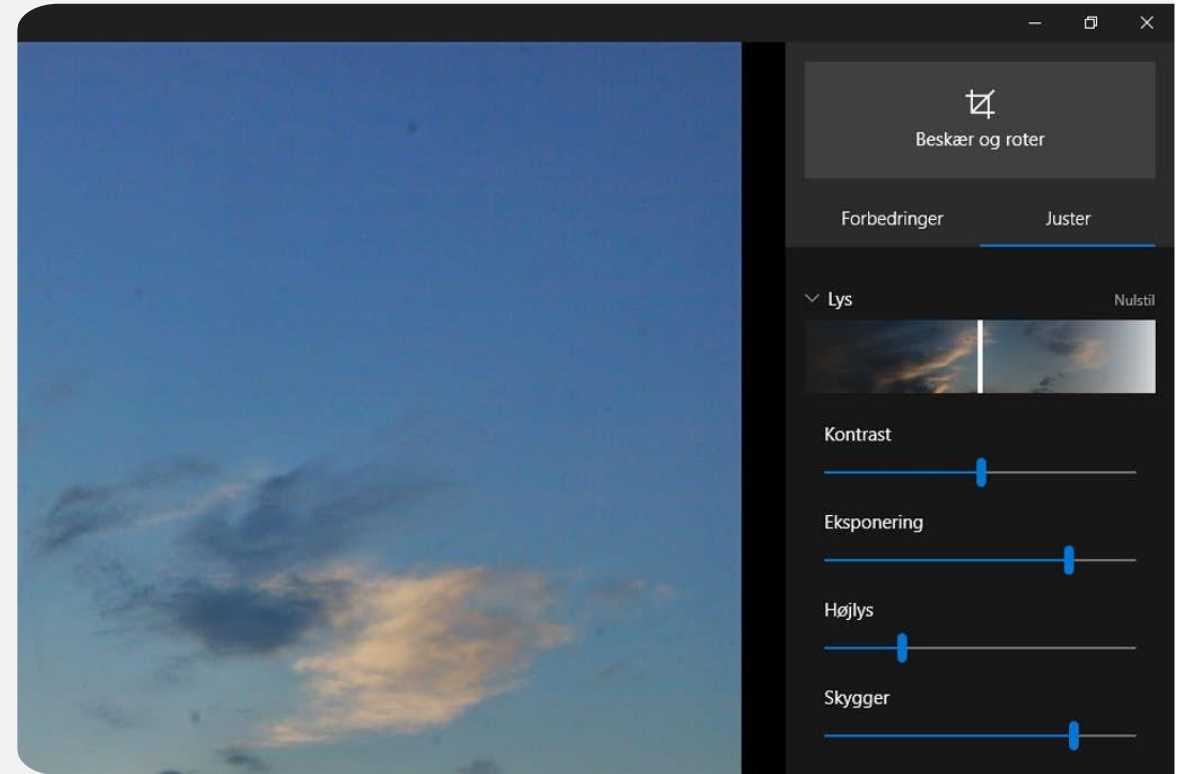 Beskær og roter
Forbedringer Juster
Lys Nulstil
Kontrast
Eksponering
Højlys
Skygger